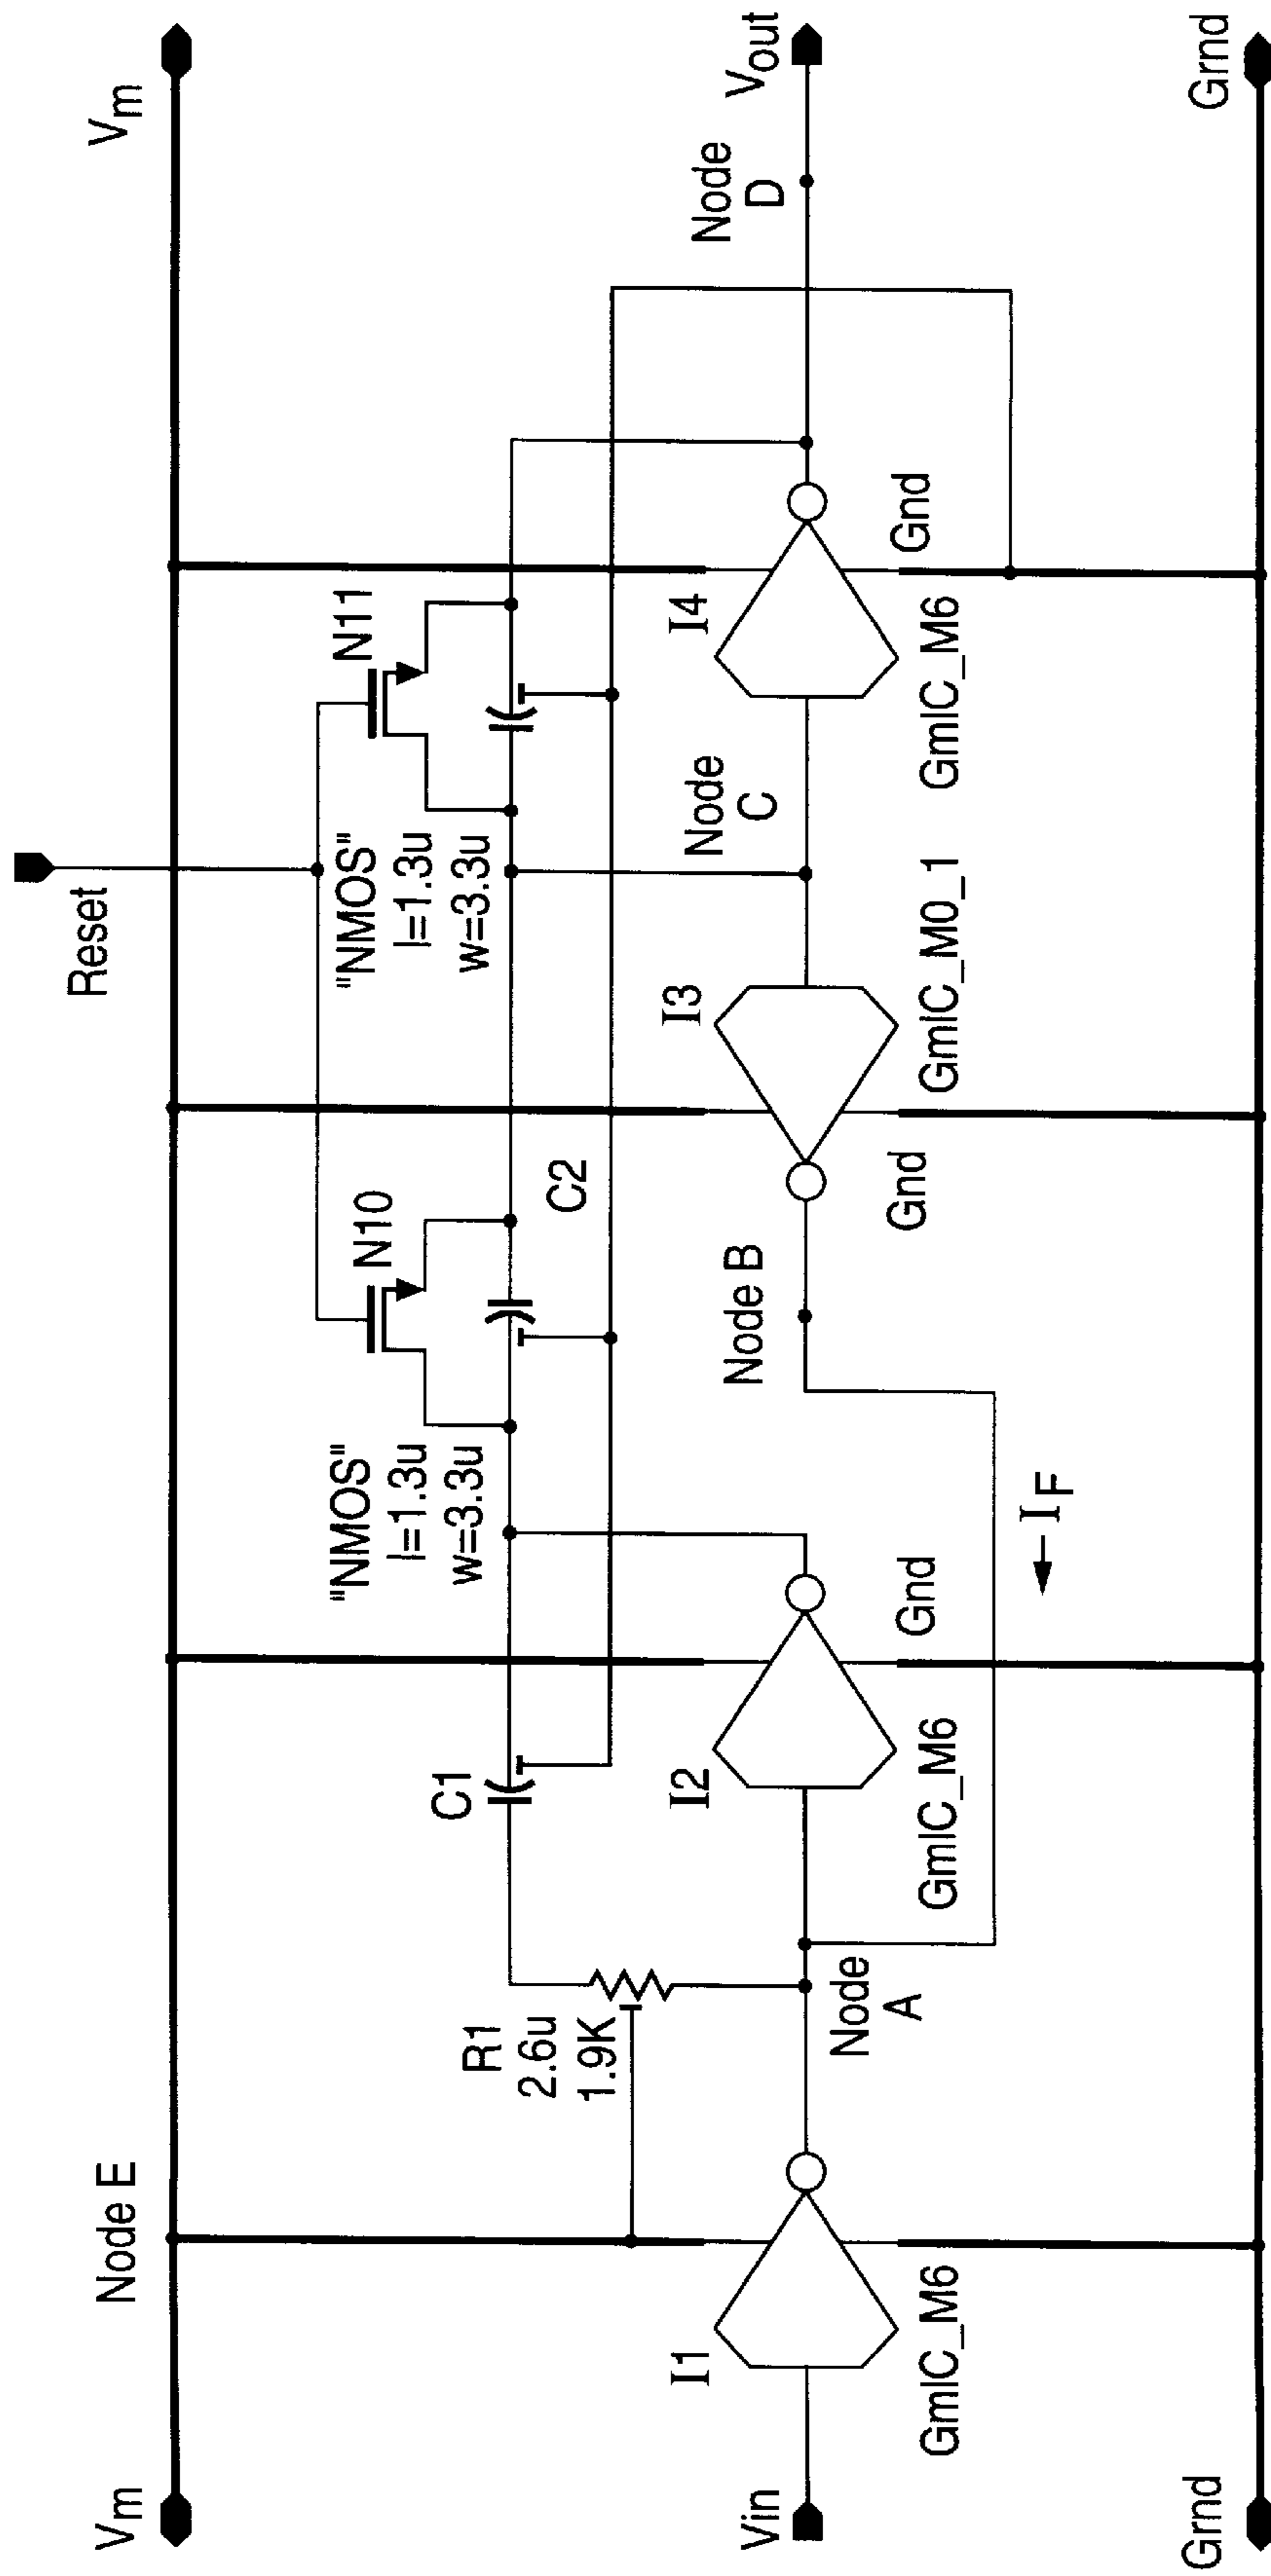 Reset
Vm
Node E
Vm
"NMOS"
l=1.3u
w=3.3u
N10
"NMOS"
l=1.3u
w=3.3u
N11
R1
2.6u
1.9K
C1
C2
Vin
I1
GmIC_M6
Node
A
I2
GmIC_M6
Gnd
Node B
Gnd
I3
GmIC_M0_1
Node
C
I4
GmIC_M6
Gnd
Node
D
Vout
IF
Grnd
Grnd